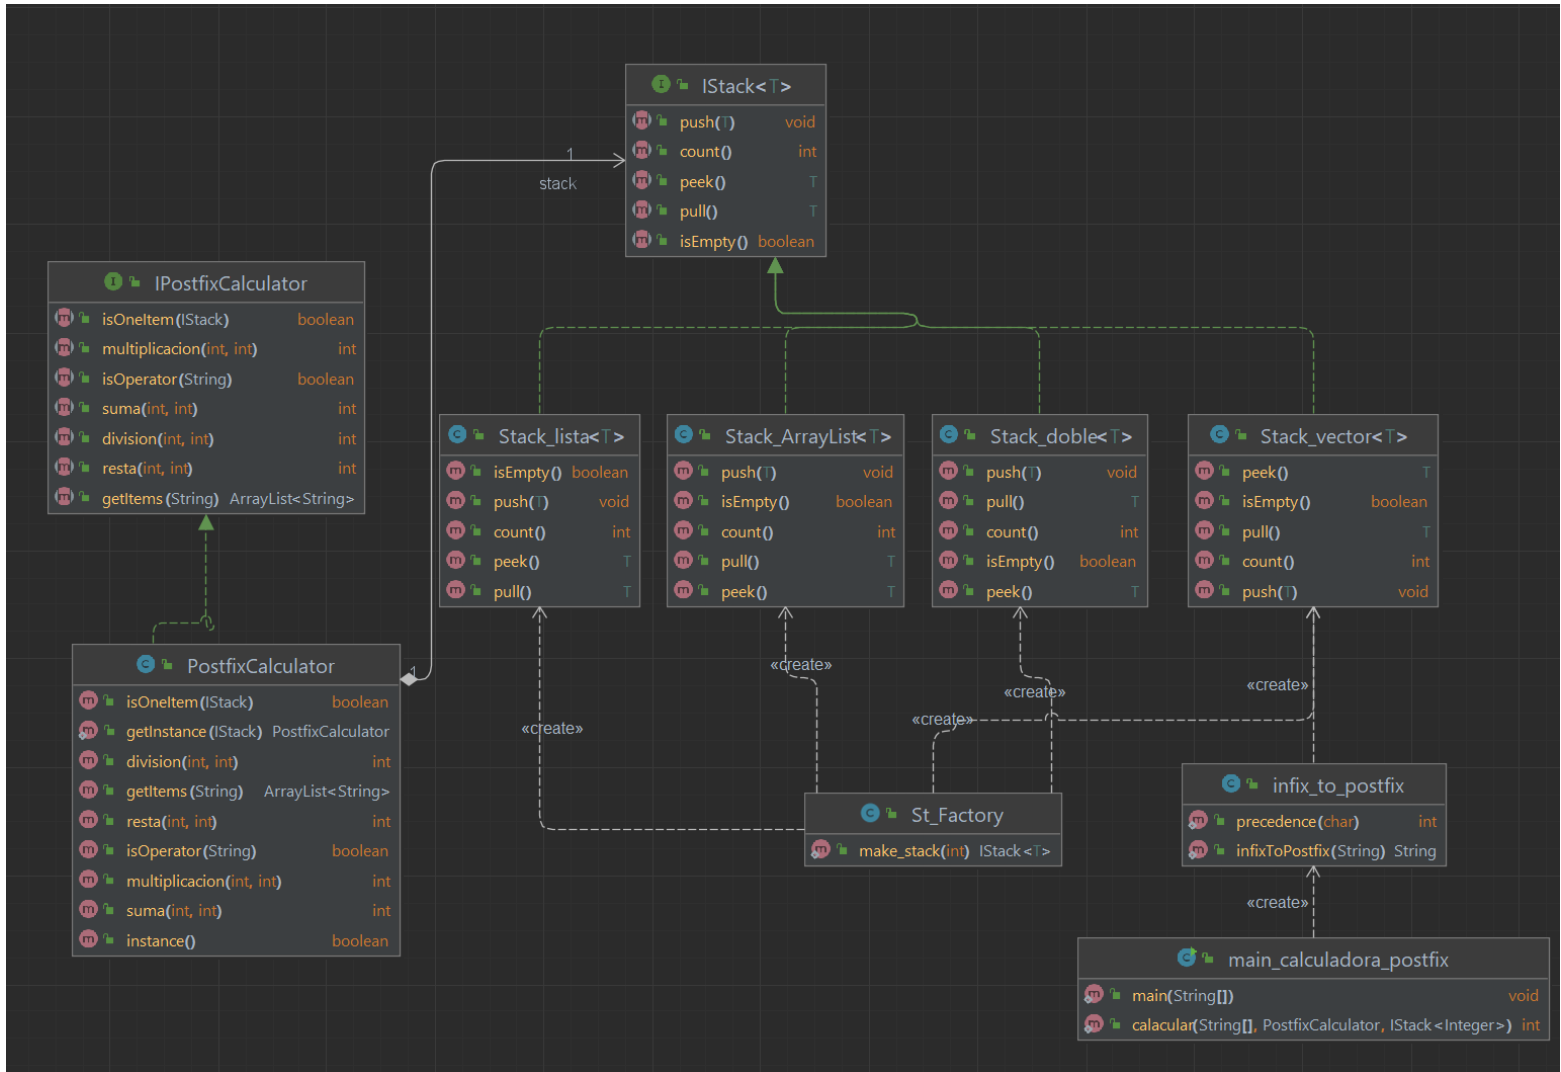 IStack<T>
push(T) void
count() int
peek() T
pull() T
isEmpty() boolean
1
stack
IPostfixCalculator
isOneItem(IStack) boolean
multiplicacion(int, int) int
isOperator(String) boolean
suma(int, int) int
division(int, int) int
resta(int, int) int
getItems(String) ArrayList<String>
Stack_lista<T>
isEmpty() boolean
push(T) void
count() int
peek() T
pull() T
Stack_ArrayList<T>
push(T) void
isEmpty() boolean
count() int
pull() T
peek() T
Stack_doble<T>
push(T) void
pull() T
count() int
isEmpty() boolean
peek() T
Stack_vector<T>
peek() T
isEmpty() boolean
pull() T
count() int
push(T) void
PostfixCalculator
1
isOneItem(IStack) boolean
getInstance(IStack) PostfixCalculator
division(int, int) int
getItems(String) ArrayList<String>
resta(int, int) int
isOperator(String) boolean
multiplicacion(int, int) int
suma(int, int) int
instance() boolean
«create»
«create»
«create»
«create»
«create»
St_Factory
make_stack(int) IStack<T>
infix_to_postfix
precedence(char) int
infixToPostfix(String) String
«create»
main_calculadora_postfix
main(String[]) void
calacular(String[], PostfixCalculator, IStack<Integer>) int